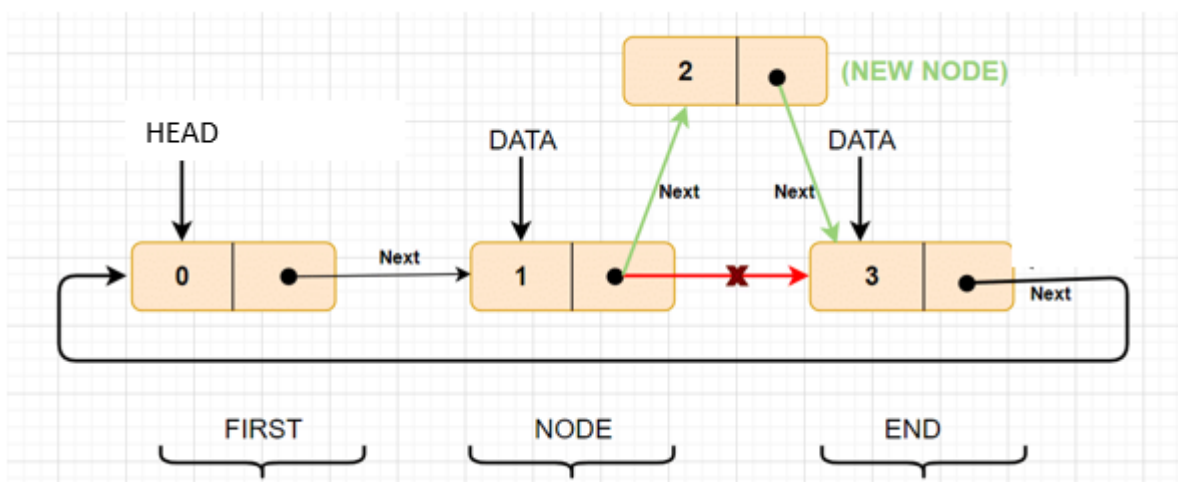 2
(NEW NODE)
HEAD
DATA
DATA
Next
Next
0
Next
1
X
3
Next
FIRST
NODE
END